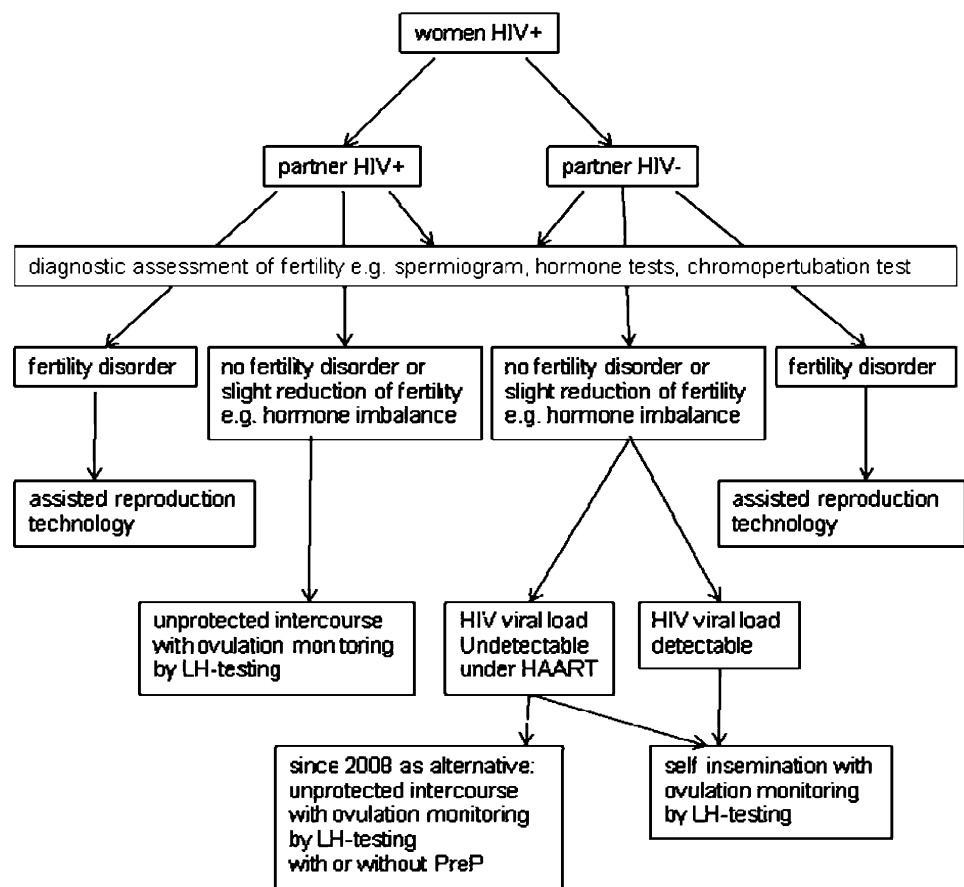 women HIV+
partner HIV+
partner HIV-
diagnostic assessment of fertility e.g. spermiogram, hormone tests, chromopertubation test
fertility disorder
no fertility disorder or
slight reduction of fertility
e.g. hormone imbalance
no fertility disorder or
slight reduction of fertility
e.g. hormone imbalance
fertility disorder
assisted reproduction
technology
assisted reproduction
technology
unprotected intercourse
with ovulation monitoring
by LH-testing
HIV viral load
Undetectable
under HAART
HIV viral load
detectable
since 2008 as alternative:
unprotected intercourse
with ovulation monitoring
by LH-testing
with or without PreP
self insemination with
ovulation monitoring
by LH-testing